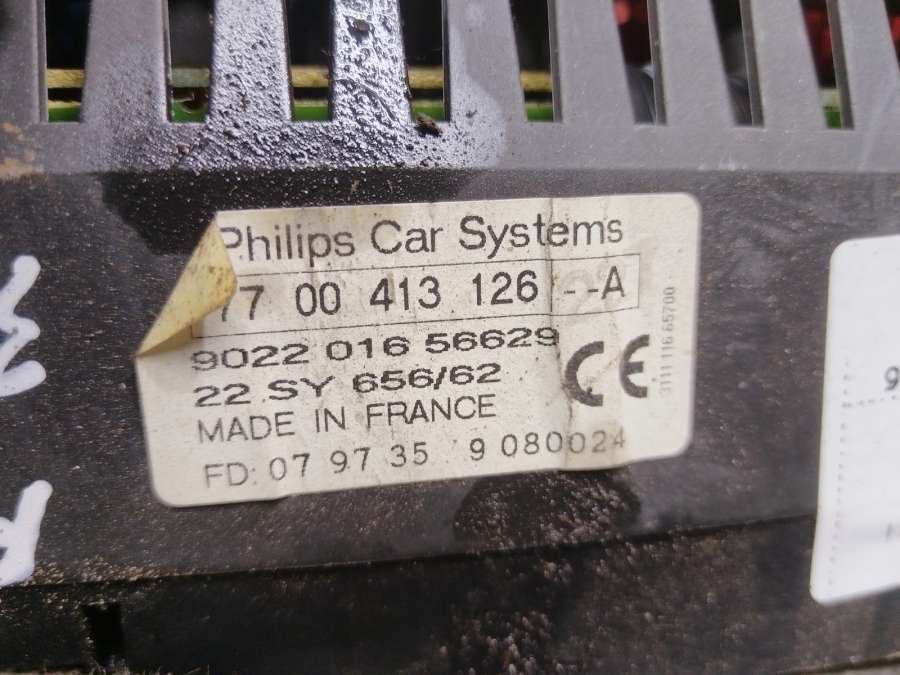 Philips Car Systems
77 00 413 126 --A
9022 016 56629
22 SY 656/62
MADE IN FRANCE
FD: 07 97 35 9 080024
CE
3111 116 65700